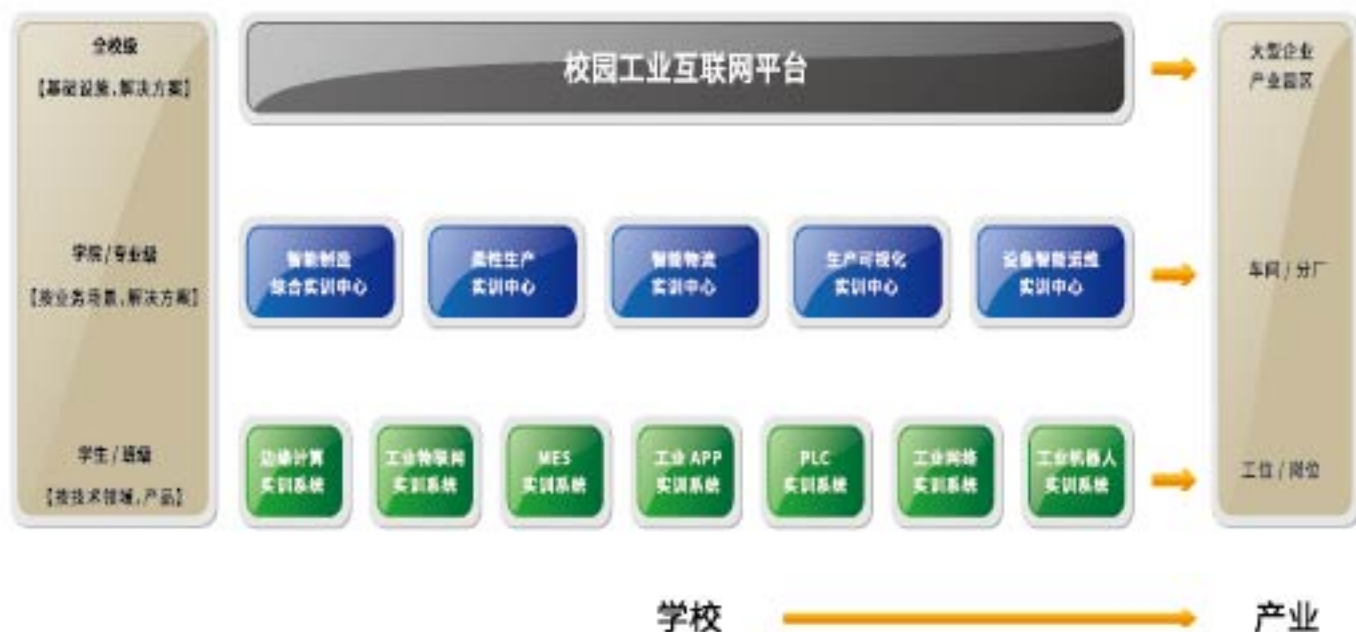 全校级
【基础设施,解决方案】
校园工业互联网平台
大型企业
产业园区
学院/专业级
【按业务场景,解决方案】
智能制造
综合实训中心
柔性生产
实训中心
智能物流
实训中心
生产可视化
实训中心
设备智能运维
实训中心
车间/分厂
学生/班级
【按技术领域,产品】
边缘计算
实训系统
工业物联网
实训系统
MES
实训系统
工业 APP
实训系统
PLC
实训系统
工业网络
实训系统
工业机器人
实训系统
工位/岗位
学校
产业